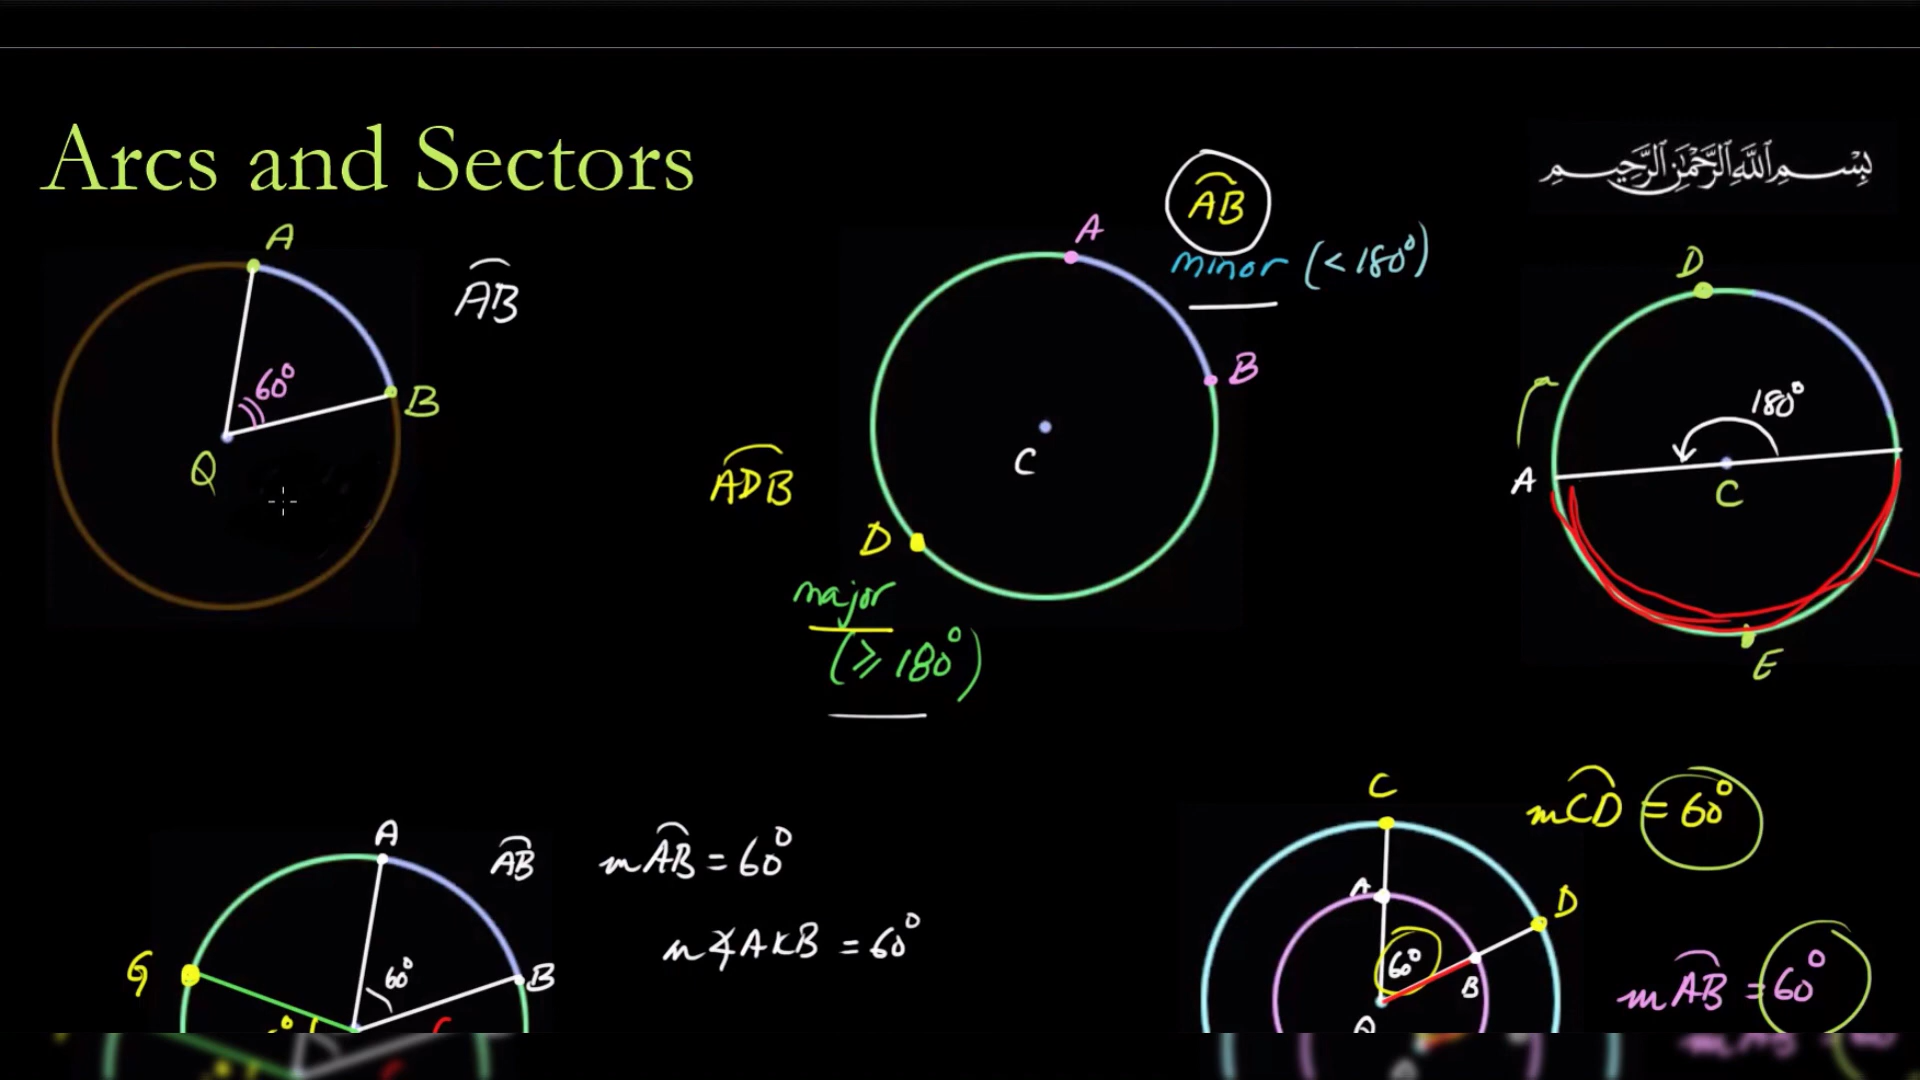 Arcs and Sectors
بِسْمِ اللَّهِ الرَّحْمَٰنِ الرَّحِيمِ
A
AB
60°
B
Q
A
AB
minor (<180°)
B
C
ADB
D
major
(⩾180°)
D
180°
A
C
E
A
AB
mAB = 60°
m∡AKB = 60°
G
60°
B
C
mCD = 60°
A
D
60°
B
mAB = 60°